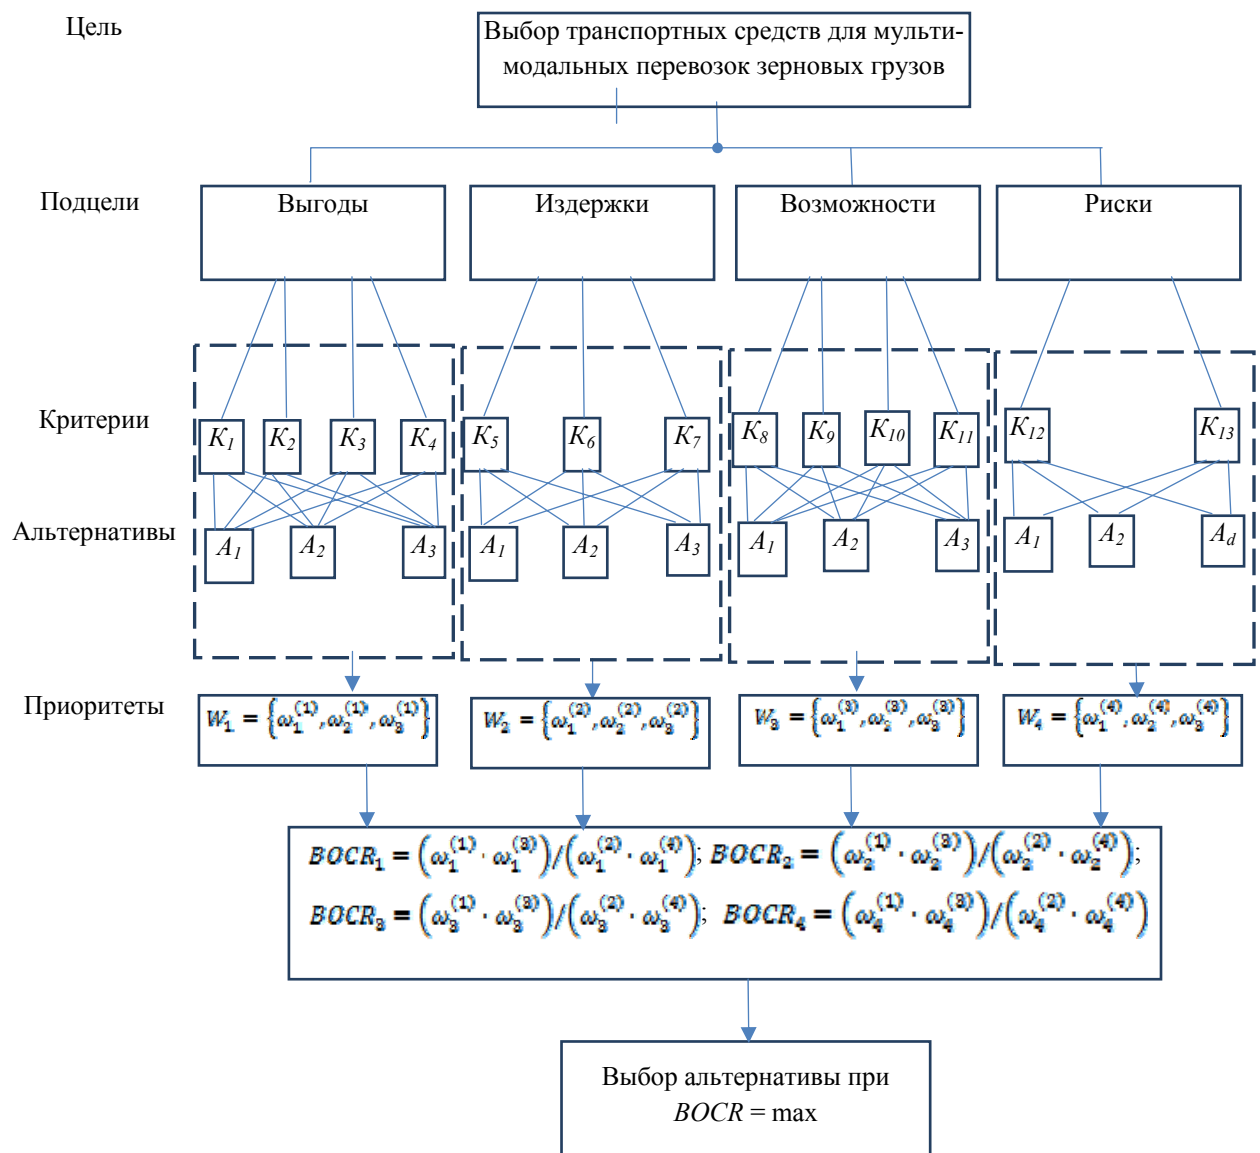 Цель
Выбор транспортных средств для мульти-
модальных перевозок зерновых грузов
Подцели
Выгоды
Издержки
Возможности
Риски
Критерии
K₁ K₂ K₃ K₄
K₅ K₆ K₇
K₈ K₉ K₁₀ K₁₁
K₁₂ K₁₃
Альтернативы
A₁ A₂ A₃
A₁ A₂ A₃
A₁ A₂ A₃
A₁ A₂ A_d
Приоритеты
W₁ = {ω₁⁽¹⁾, ω₂⁽¹⁾, ω₃⁽¹⁾}
W₂ = {ω₁⁽²⁾, ω₂⁽²⁾, ω₃⁽²⁾}
W₃ = {ω₁⁽³⁾, ω₂⁽³⁾, ω₃⁽³⁾}
W₄ = {ω₁⁽⁴⁾, ω₂⁽⁴⁾, ω₃⁽⁴⁾}
BOCR₁ = (ω₁⁽¹⁾ · ω₁⁽³⁾)/(ω₁⁽²⁾ · ω₁⁽⁴⁾); BOCR₂ = (ω₂⁽¹⁾ · ω₂⁽³⁾)/(ω₂⁽²⁾ · ω₂⁽⁴⁾);
BOCR₃ = (ω₃⁽¹⁾ · ω₃⁽³⁾)/(ω₃⁽²⁾ · ω₃⁽⁴⁾); BOCR₄ = (ω₄⁽¹⁾ · ω₄⁽³⁾)/(ω₄⁽²⁾ · ω₄⁽⁴⁾)
Выбор альтернативы при
BOCR = max